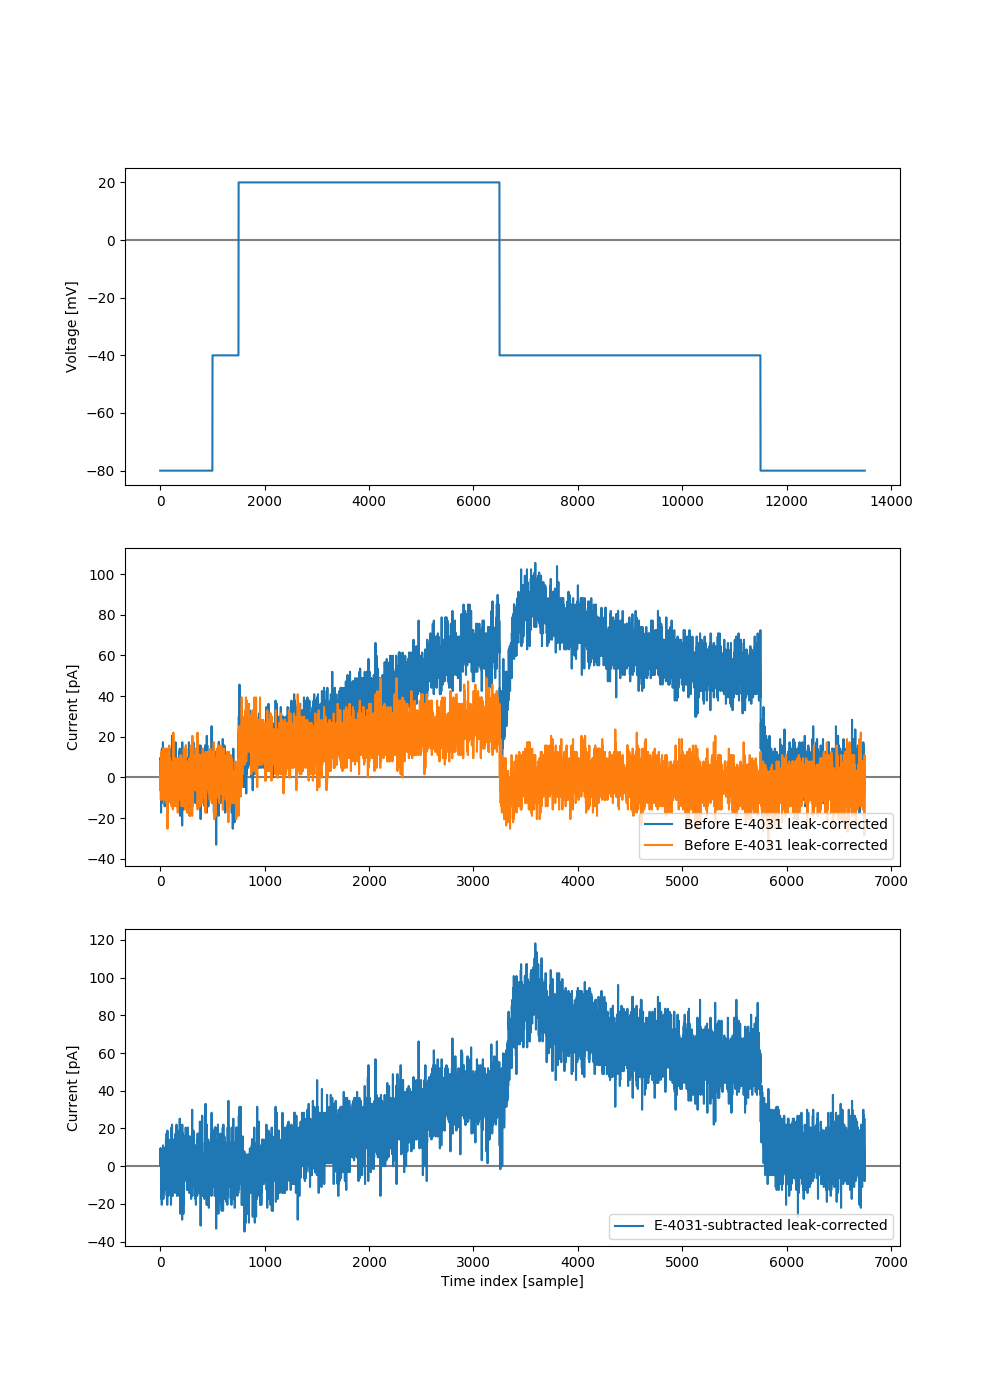 20
0
−20
−40
−60
−80
Voltage [mV]
0 2000 4000 6000 8000 10000 12000 14000
100
80
60
40
20
0
−20
−40
Current [pA]
Before E-4031 leak-corrected
Before E-4031 leak-corrected
0 1000 2000 3000 4000 5000 6000 7000
120
100
80
60
40
20
0
−20
−40
Current [pA]
E-4031-subtracted leak-corrected
0 1000 2000 3000 4000 5000 6000 7000
Time index [sample]